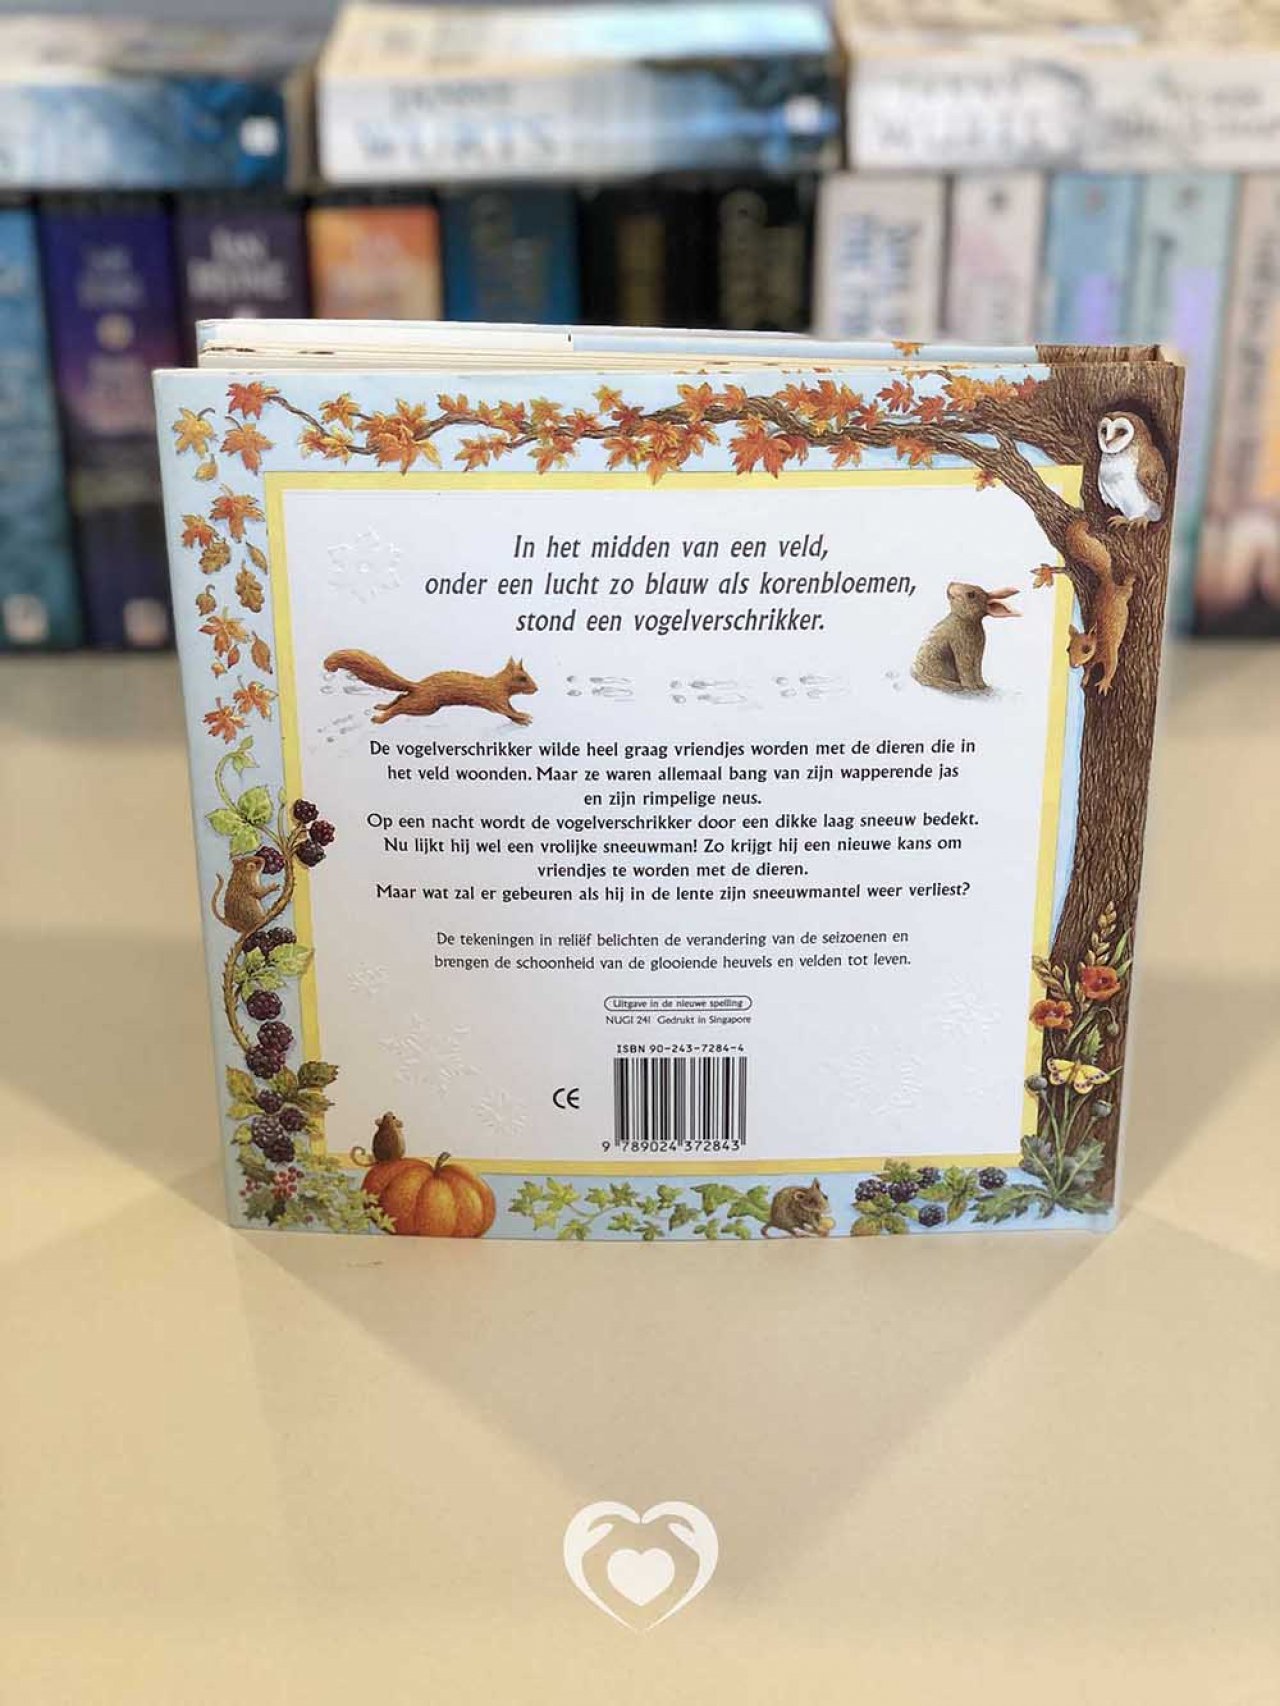 WURTS
In het midden van een veld,
onder een lucht zo blauw als korenbloemen,
stond een vogelverschrikker.
De vogelverschrikker wilde heel graag vriendjes worden met de dieren die in
het veld woonden. Maar ze waren allemaal bang van zijn wapperende jas
en zijn rimpelige neus.
Op een nacht wordt de vogelverschrikker door een dikke laag sneeuw bedekt.
Nu lijkt hij wel een vrolijke sneeuwman! Zo krijgt hij een nieuwe kans om
vriendjes te worden met de dieren.
Maar wat zal er gebeuren als hij in de lente zijn sneeuwmantel weer verliest?
De tekeningen in reliëf belichten de verandering van de seizoenen en
brengen de schoonheid van de glooiende heuvels en velden tot leven.
Uitgave in de nieuwe spelling
NUGI 241 Gedrukt in Singapore
ISBN 90-243-7284-4
CE
9 789024 372843